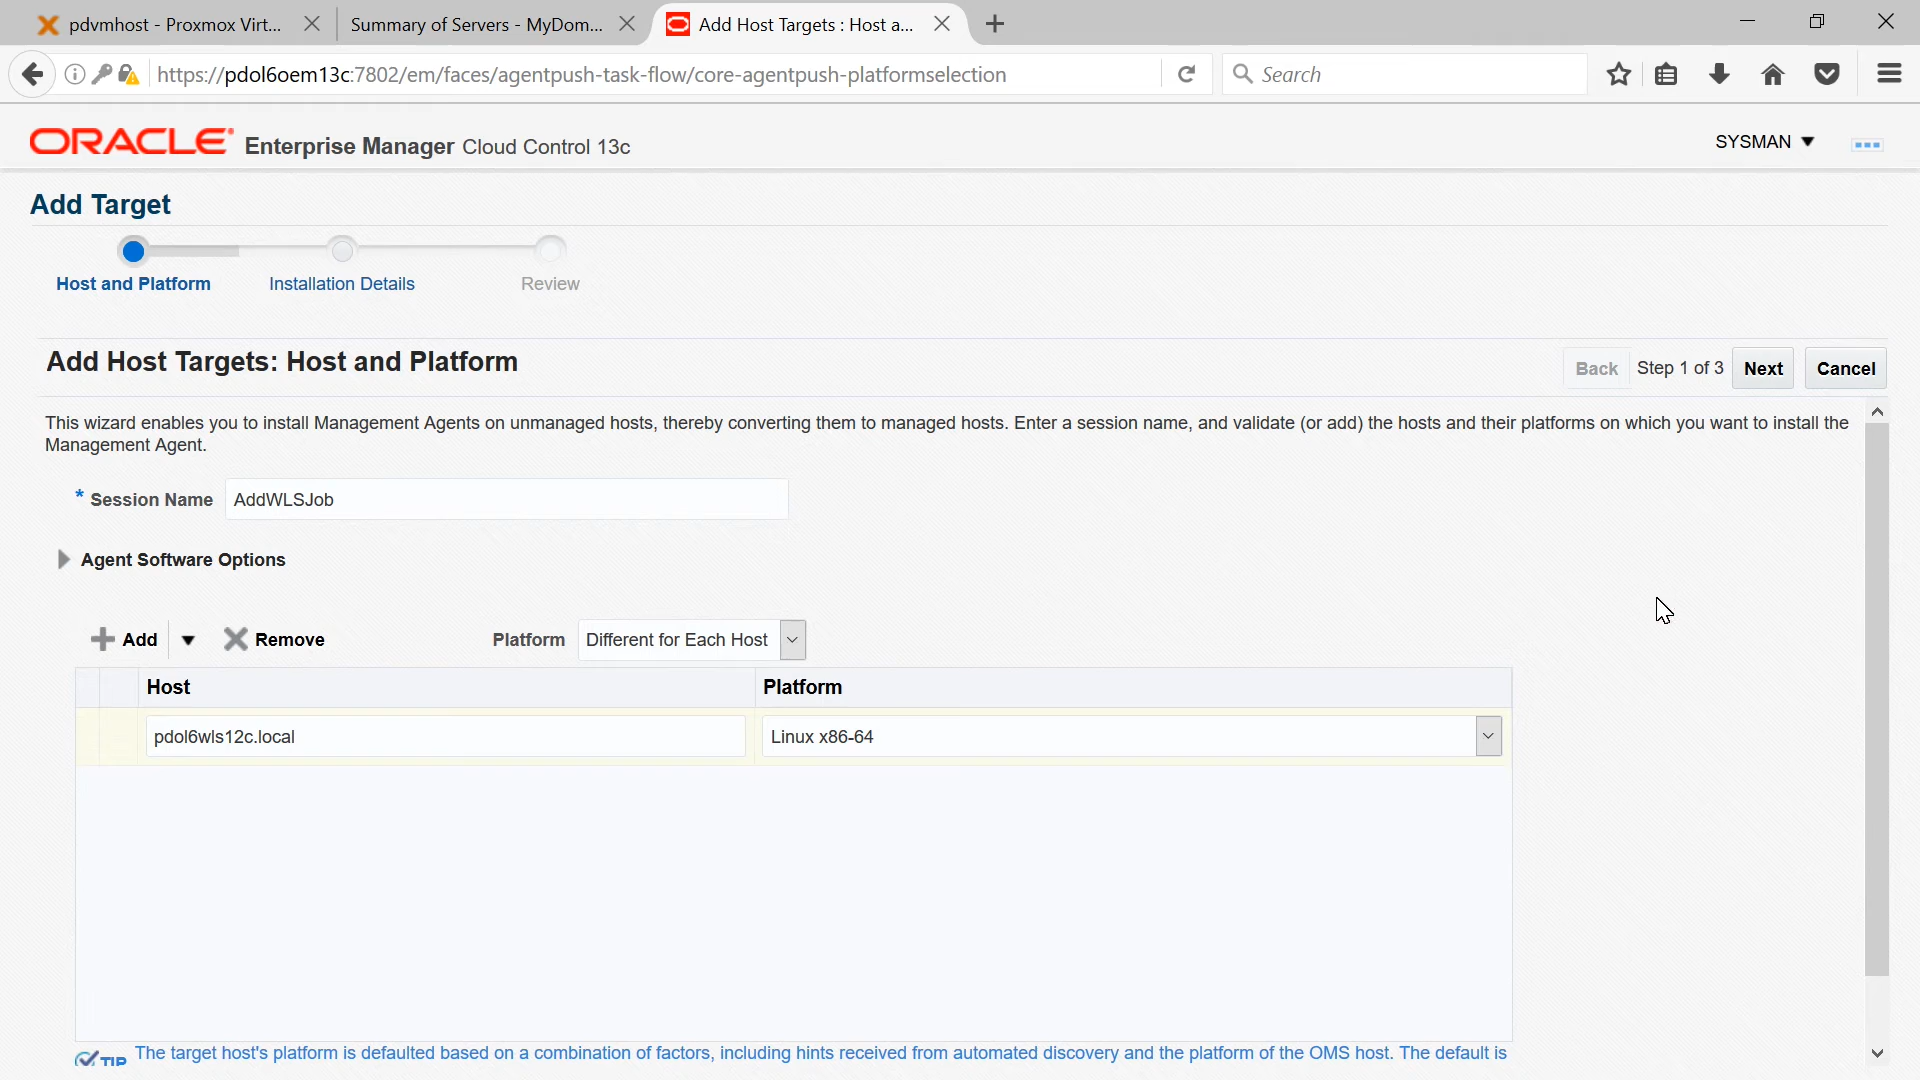 pdvmhost - Proxmox Virt...
Summary of Servers - MyDom...
Add Host Targets : Host a...
https://pdol6oem13c:7802/em/faces/agentpush-task-flow/core-agentpush-platformselection
Search
ORACLE Enterprise Manager Cloud Control 13c
SYSMAN
Add Target
Host and Platform
Installation Details
Review
Add Host Targets: Host and Platform
Back Step 1 of 3 Next Cancel
This wizard enables you to install Management Agents on unmanaged hosts, thereby converting them to managed hosts. Enter a session name, and validate (or add) the hosts and their platforms on which you want to install the
Management Agent.
* Session Name AddWLSJob
Agent Software Options
Add Remove Platform Different for Each Host
Host Platform
pdol6wls12c.local Linux x86-64
TIP The target host's platform is defaulted based on a combination of factors, including hints received from automated discovery and the platform of the OMS host. The default is